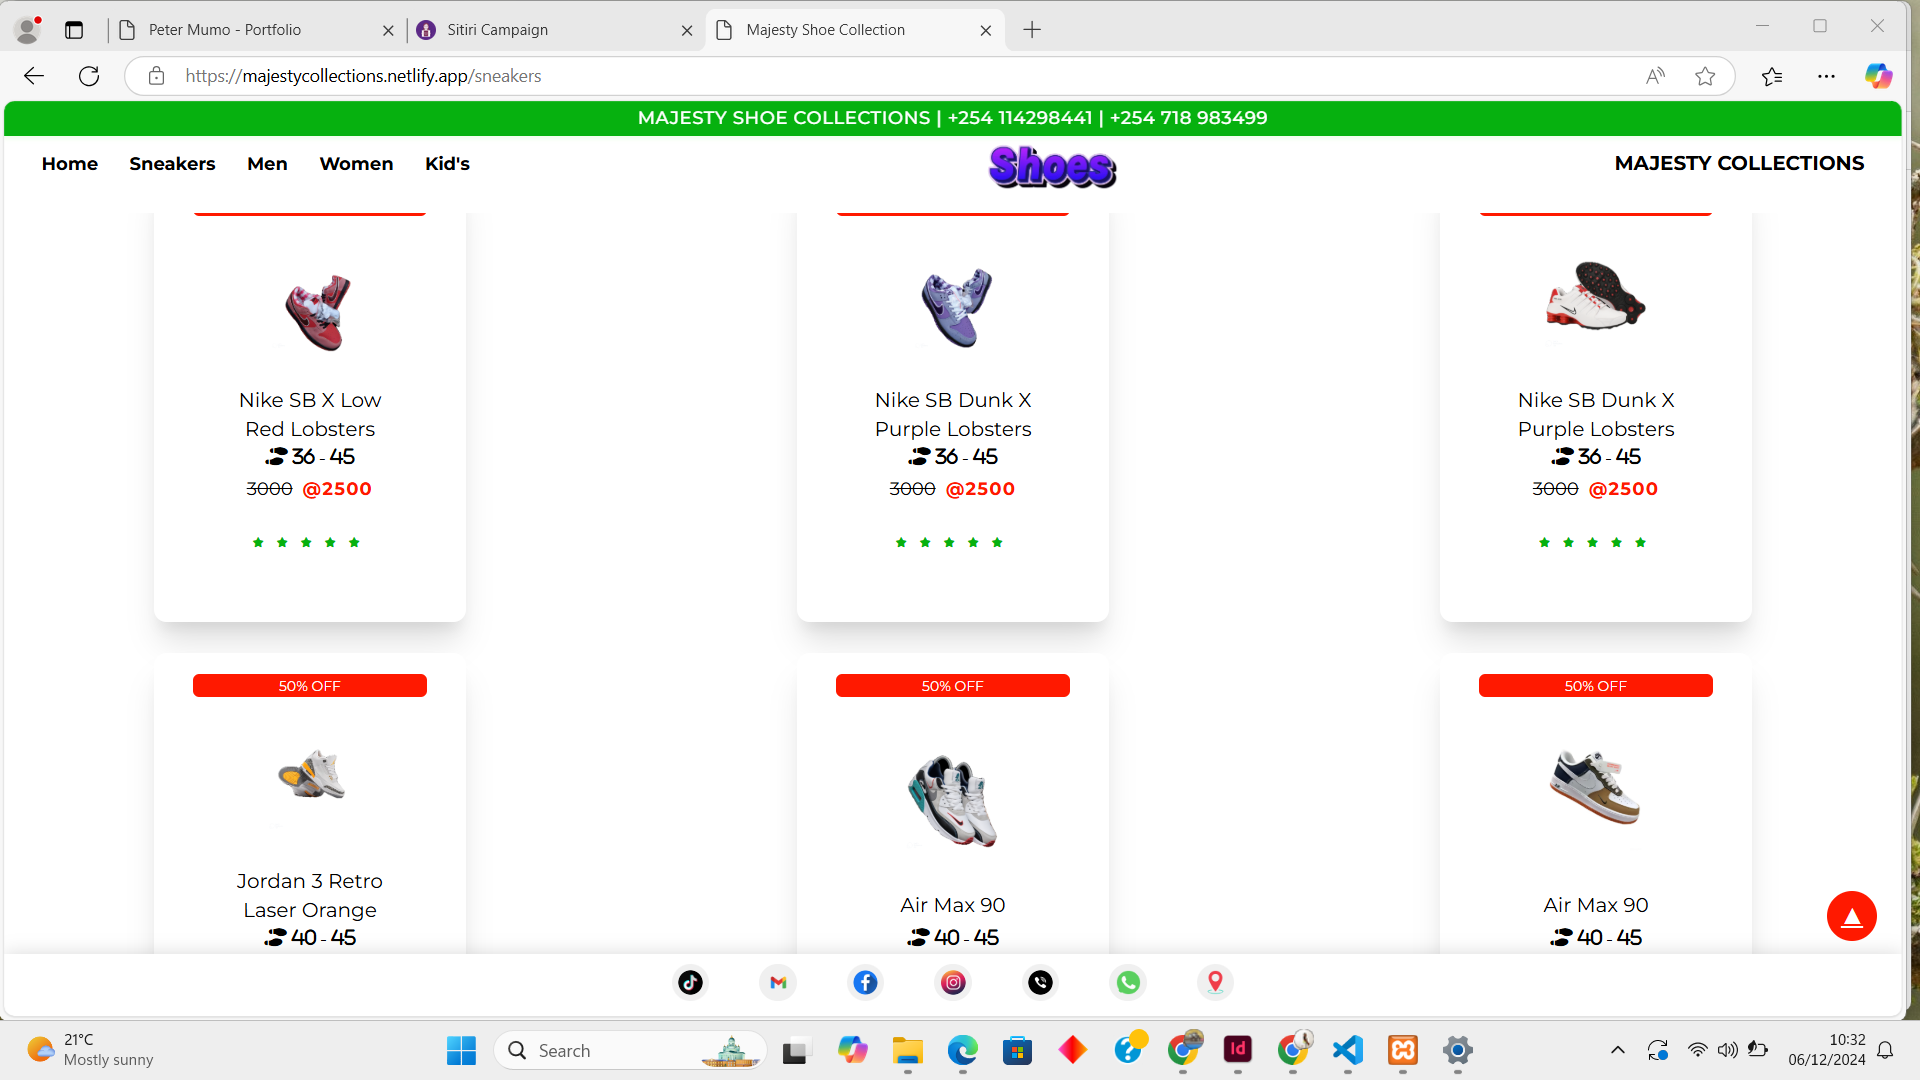 Peter Mumo - Portfolio
Sitiri Campaign
Majesty Shoe Collection
https://majestycollections.netlify.app/sneakers
MAJESTY SHOE COLLECTIONS | +254 114298441 | +254 718 983499
Home Sneakers Men Women Kid's
Shoes
MAJESTY COLLECTIONS
Nike SB X Low
Red Lobsters
36 - 45
3000 @2500
Nike SB Dunk X
Purple Lobsters
36 - 45
3000 @2500
Nike SB Dunk X
Purple Lobsters
36 - 45
3000 @2500
50% OFF
Jordan 3 Retro
Laser Orange
40 - 45
50% OFF
Air Max 90
40 - 45
50% OFF
Air Max 90
40 - 45
21°C
Mostly sunny
Search
Id
10:32
06/12/2024